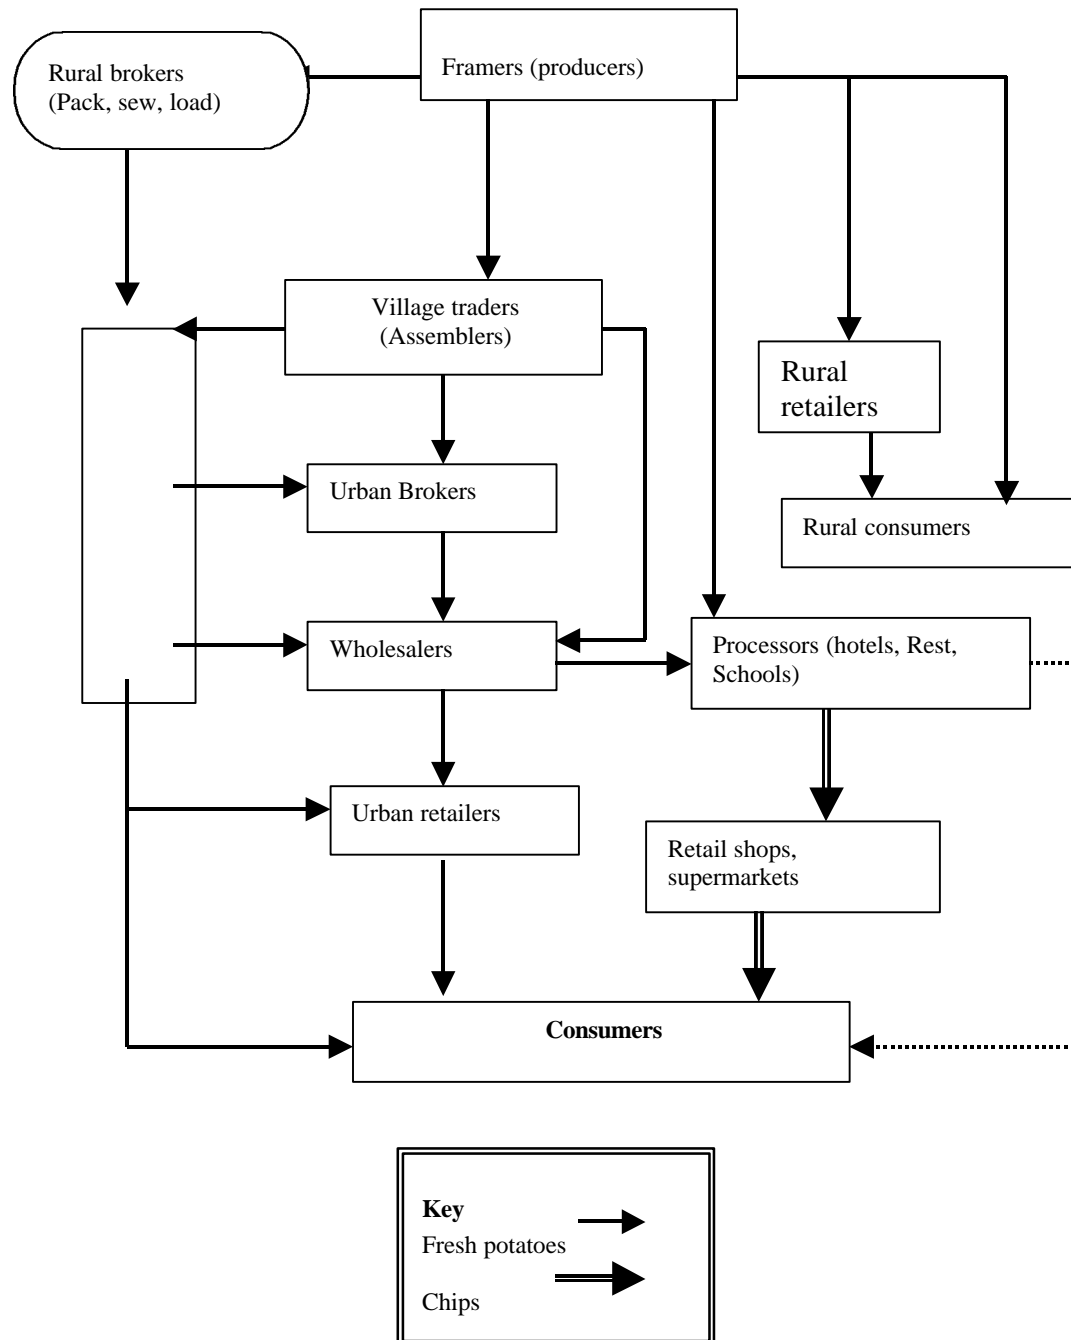 Rural brokers
(Pack, sew, load)
Framers (producers)
Village traders
(Assemblers)
Rural
retailers
Urban Brokers
Rural consumers
Wholesalers
Processors (hotels, Rest,
Schools)
Urban retailers
Retail shops,
supermarkets
Consumers
Key
Fresh potatoes
Chips